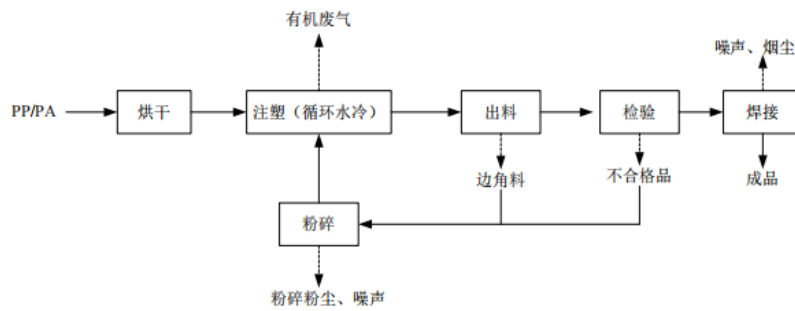 有机废气
噪声、烟尘
PP/PA
烘干
注塑（循环水冷）
出料
检验
焊接
边角料
不合格品
成品
粉碎
粉碎粉尘、噪声